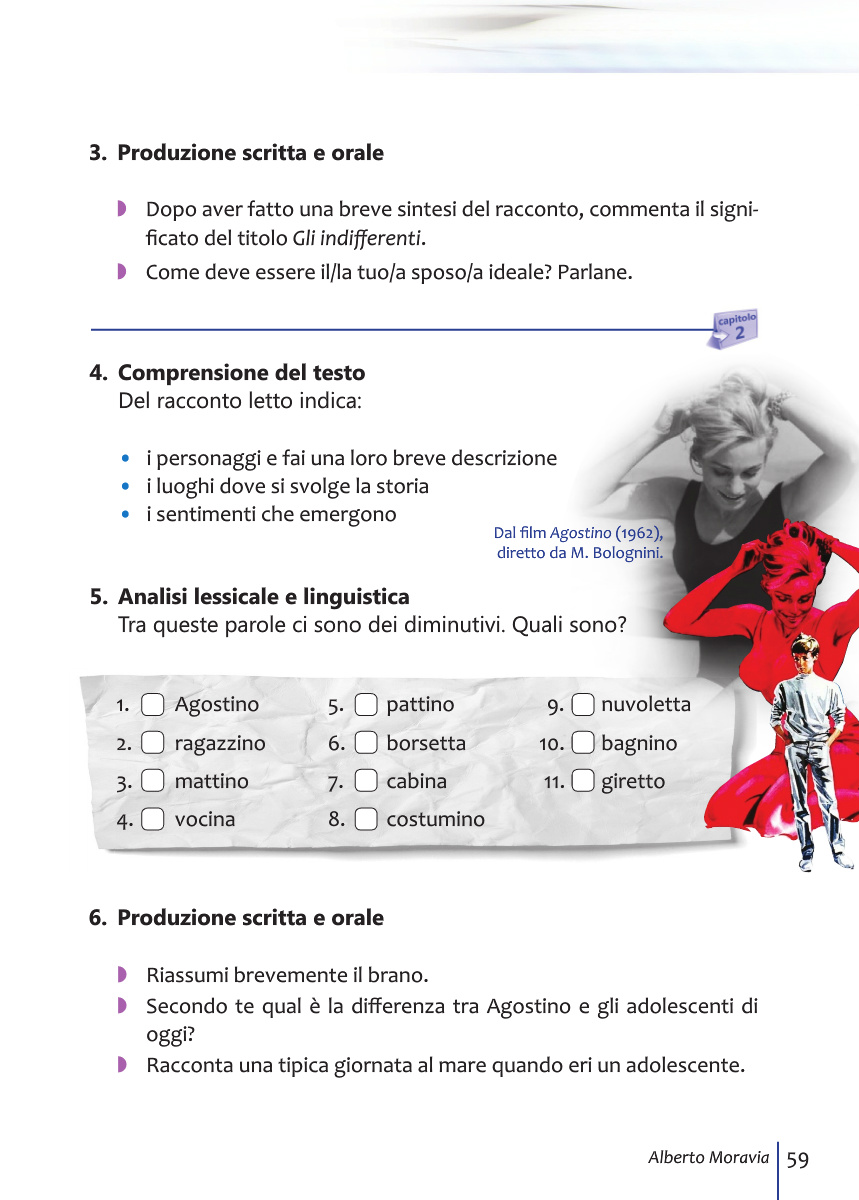 3. Produzione scritta e orale
Dopo aver fatto una breve sintesi del racconto, commenta il signi-
ficato del titolo Gli indifferenti.
Come deve essere il/la tuo/a sposo/a ideale? Parlane.
capitolo
2
4. Comprensione del testo
Del racconto letto indica:
• i personaggi e fai una loro breve descrizione
• i luoghi dove si svolge la storia
• i sentimenti che emergono
Dal film Agostino (1962),
diretto da M. Bolognini.
5. Analisi lessicale e linguistica
Tra queste parole ci sono dei diminutivi. Quali sono?
1. Agostino
2. ragazzino
3. mattino
4. vocina
5. pattino
6. borsetta
7. cabina
8. costumino
9. nuvoletta
10. bagnino
11. giretto
6. Produzione scritta e orale
Riassumi brevemente il brano.
Secondo te qual è la differenza tra Agostino e gli adolescenti di
oggi?
Racconta una tipica giornata al mare quando eri un adolescente.
Alberto Moravia 59